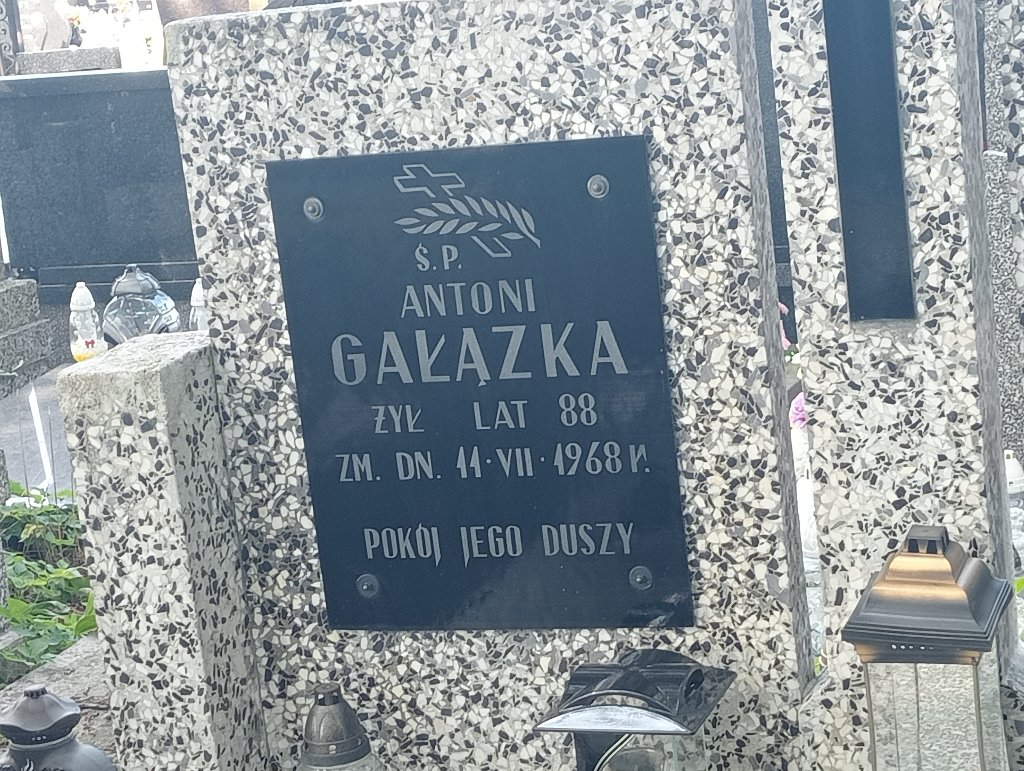 Ś.P.
ANTONI
GAŁĄZKA
ŻYŁ LAT 88
ZM. DN. 11·VII·1968 R.
POKÓJ JEGO DUSZY